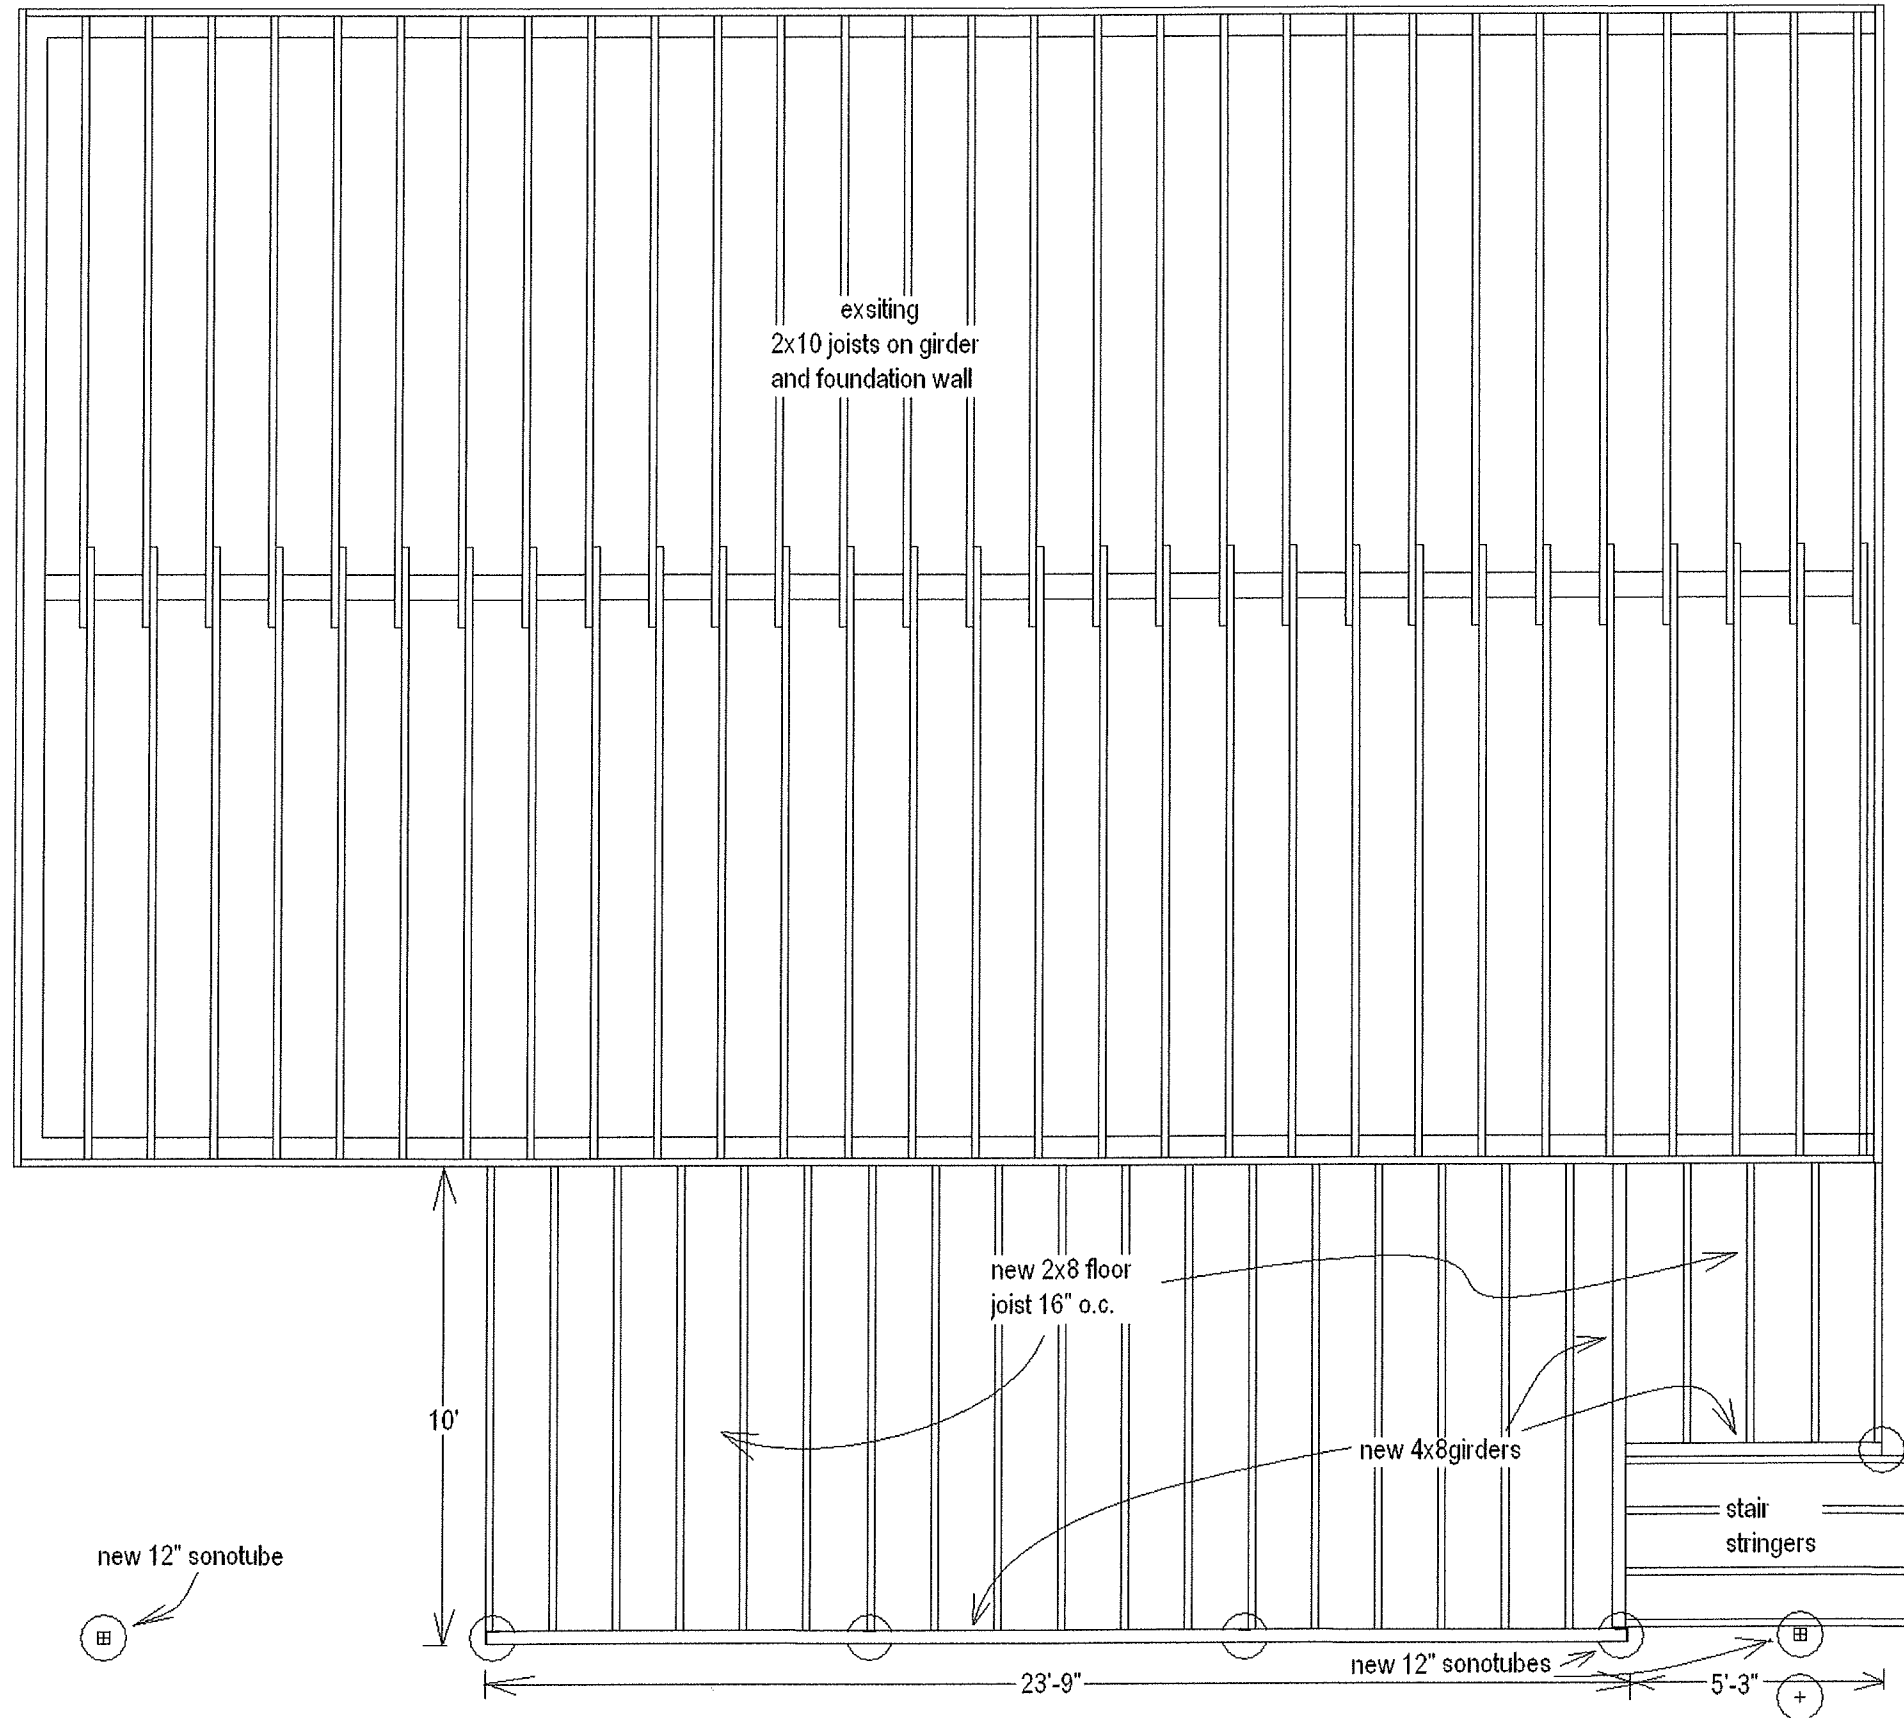 exsiting
2x10 joists on girder
and foundation wall
new 2x8 floor
joist 16" o.c.
10'
new 4x8girders
stair
stringers
new 12" sonotube
new 12" sonotubes
23'-9"
5'-3"